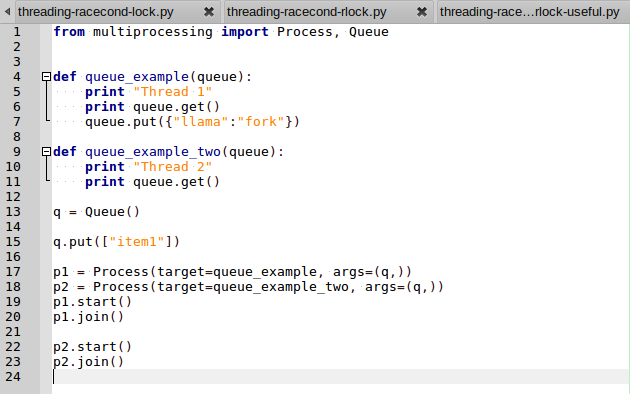 threading-racecond-lock.py threading-racecond-rlock.py threading-race…rlock-useful.py
1 from multiprocessing import Process, Queue
2
3
4 def queue_example(queue):
5     print "Thread 1"
6     print queue.get()
7     queue.put({"llama":"fork"})
8
9 def queue_example_two(queue):
10     print "Thread 2"
11     print queue.get()
12
13 q = Queue()
14
15 q.put(["item1"])
16
17 p1 = Process(target=queue_example, args=(q,))
18 p2 = Process(target=queue_example_two, args=(q,))
19 p1.start()
20 p1.join()
21
22 p2.start()
23 p2.join()
24